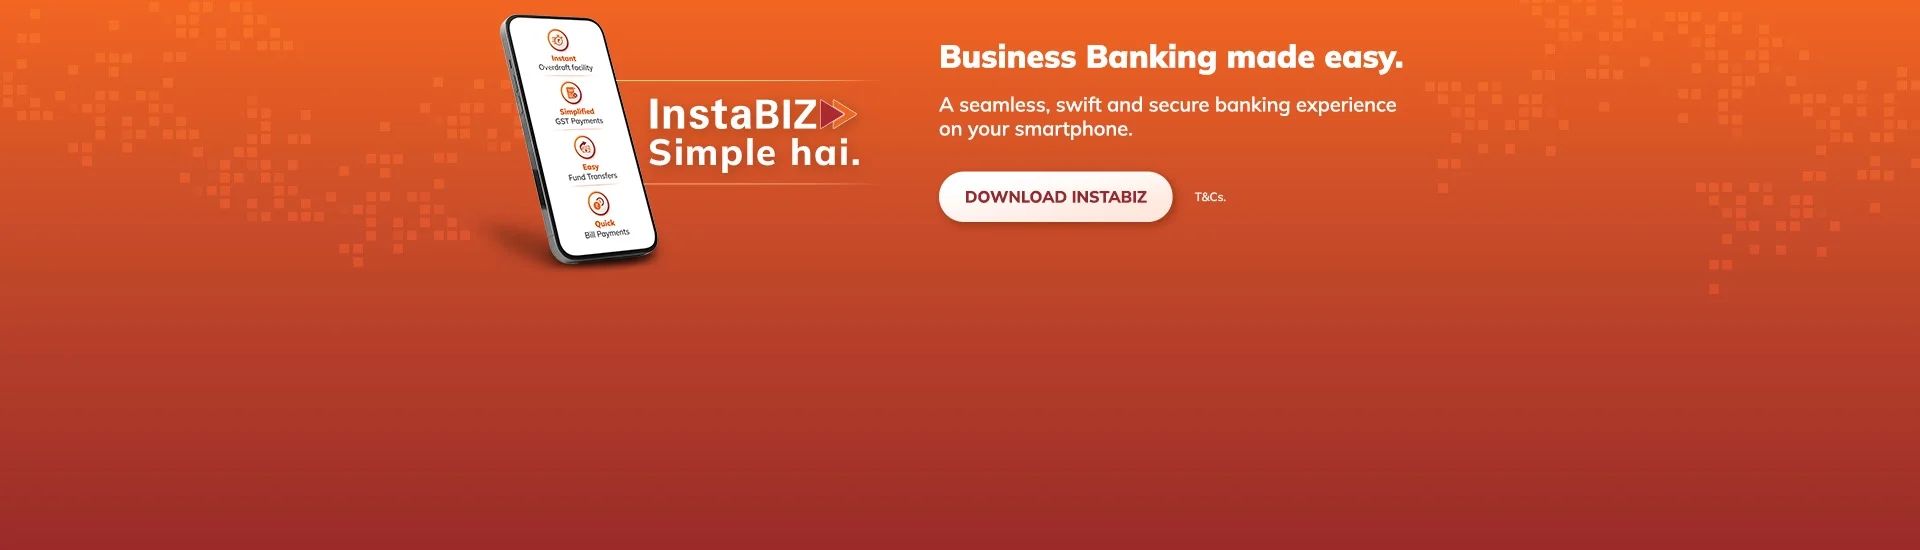 Instant
Overdraft facility
Simplified
GST Payments
Easy
Fund Transfers
Quick
Bill Payments
InstaBIZ
Simple hai.
Business Banking made easy.
A seamless, swift and secure banking experience
on your smartphone.
DOWNLOAD INSTABIZ
T&Cs.